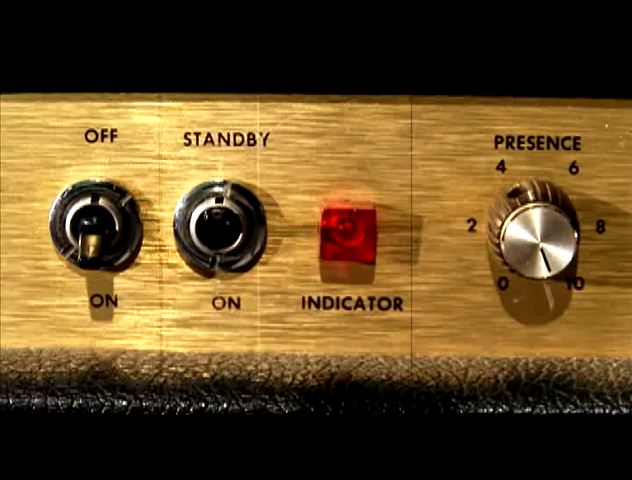 OFF
STANDBY
PRESENCE
4 6
2 8
0 10
ON
ON
INDICATOR